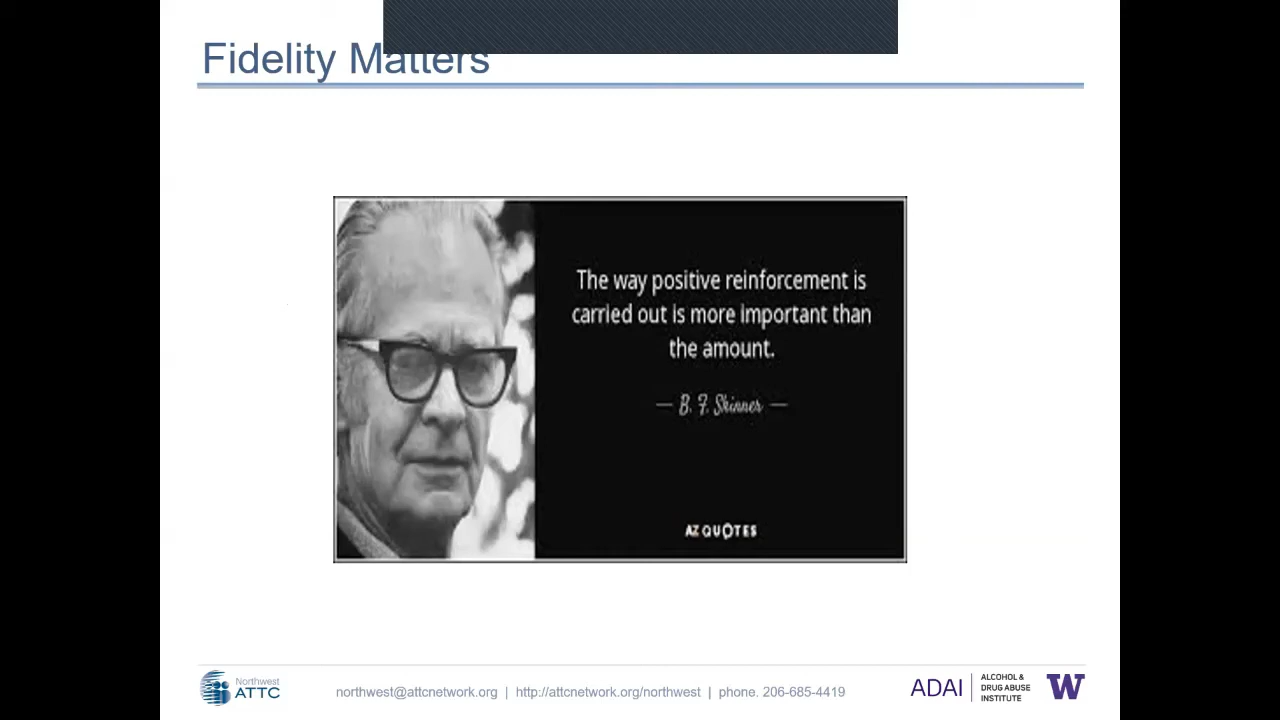 Fidelity Matters
The way positive reinforcement is
carried out is more important than
the amount.
— B. F. Skinner —
AZ QUOTES
Northwest
ATTC
northwest@attcnetwork.org | http://attcnetwork.org/northwest | phone. 206-685-4419
ADAI
ALCOHOL &
DRUG ABUSE
INSTITUTE
W